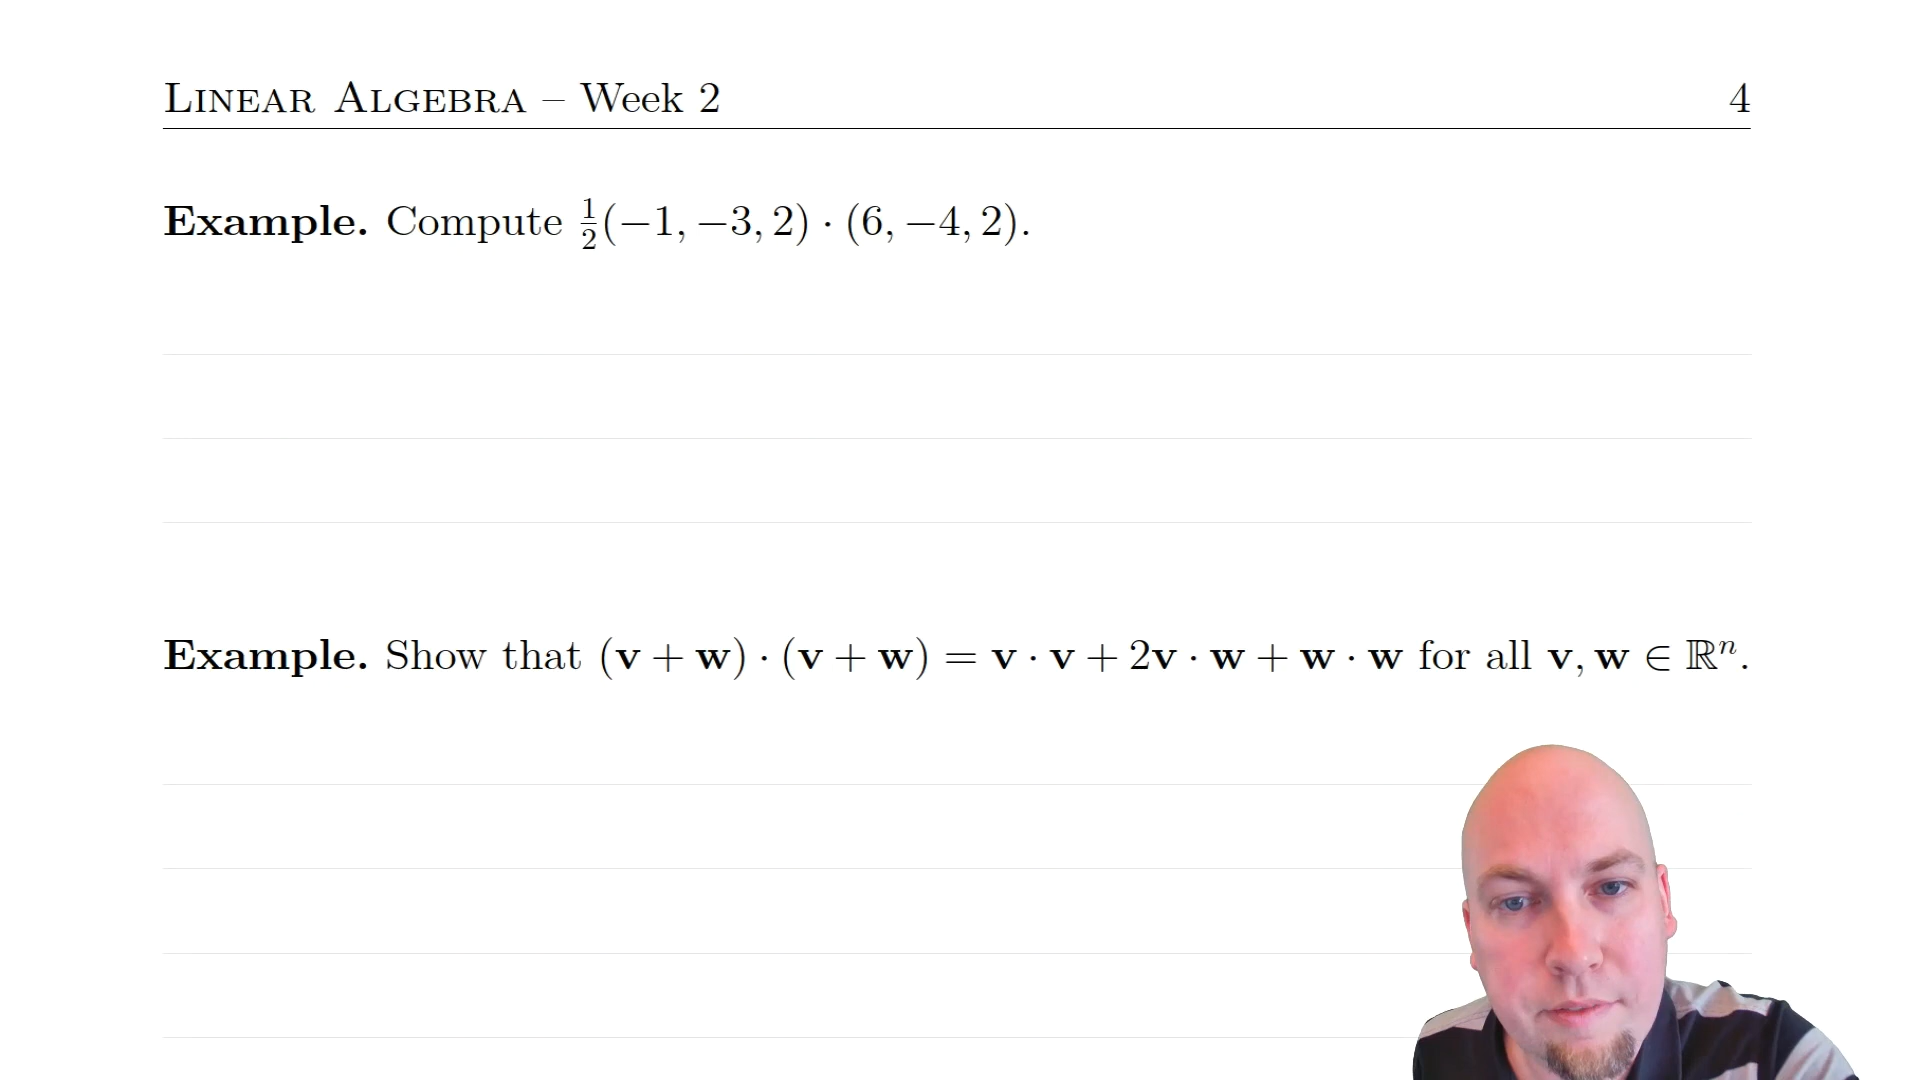 LINEAR ALGEBRA – Week 2 4
Example. Compute ½(−1, −3, 2) · (6, −4, 2).
Example. Show that (v + w) · (v + w) = v · v + 2v · w + w · w for all v, w ∈ ℝⁿ.